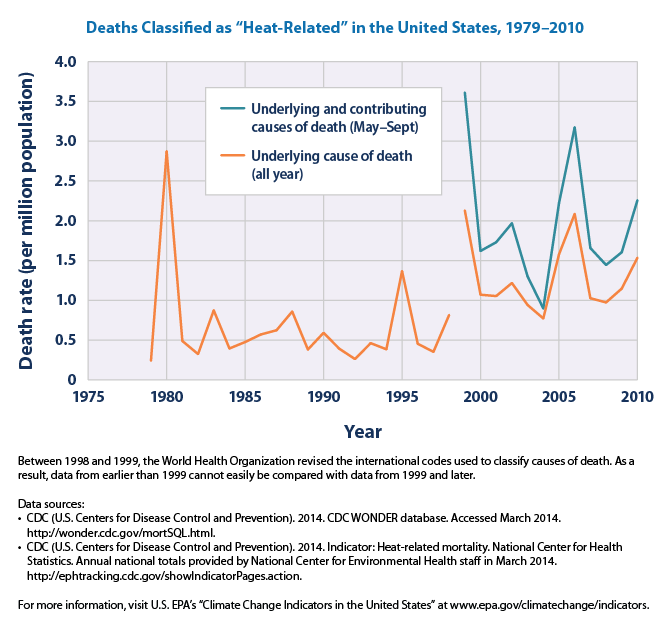 Deaths Classified as “Heat-Related” in the United States, 1979–2010
Death rate (per million population)
4.0
3.5
3.0
2.5
2.0
1.5
1.0
0.5
0
Underlying and contributing
causes of death (May–Sept)
Underlying cause of death
(all year)
1975 1980 1985 1990 1995 2000 2005 2010
Year
Between 1998 and 1999, the World Health Organization revised the international codes used to classify causes of death. As a
result, data from earlier than 1999 cannot easily be compared with data from 1999 and later.
Data sources:
• CDC (U.S. Centers for Disease Control and Prevention). 2014. CDC WONDER database. Accessed March 2014.
http://wonder.cdc.gov/mortSQL.html.
• CDC (U.S. Centers for Disease Control and Prevention). 2014. Indicator: Heat-related mortality. National Center for Health
Statistics. Annual national totals provided by National Center for Environmental Health staff in March 2014.
http://ephtracking.cdc.gov/showIndicatorPages.action.
For more information, visit U.S. EPA’s “Climate Change Indicators in the United States” at www.epa.gov/climatechange/indicators.